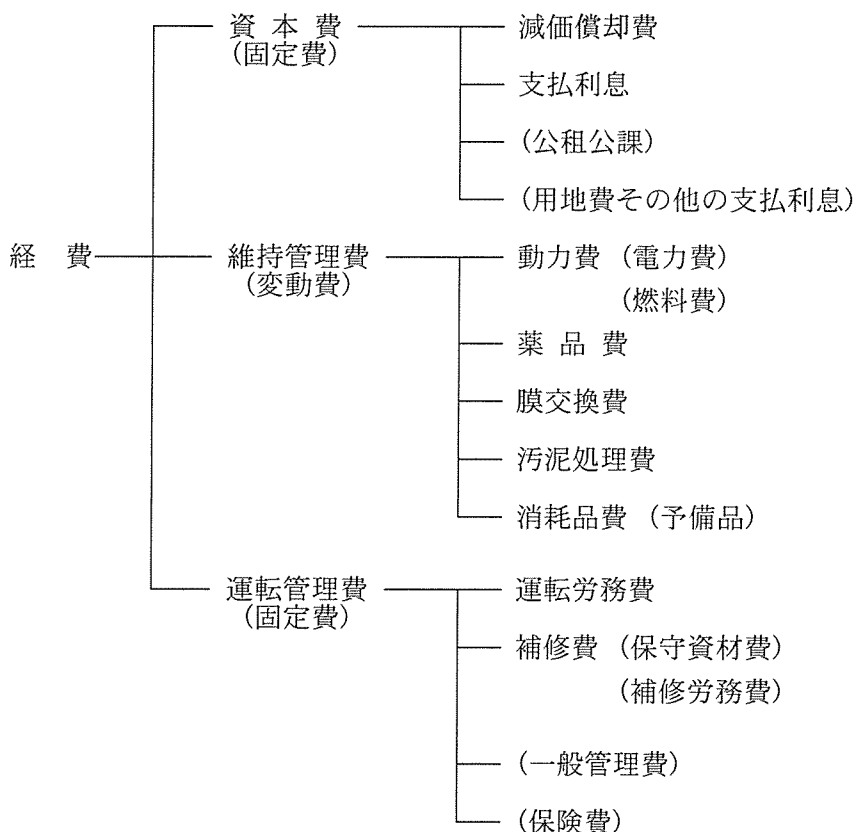 資 本 費
(固定費)
減価償却費
支払利息
(公租公課)
(用地費その他の支払利息)
経 費
維持管理費
(変動費)
動力費 (電力費)
(燃料費)
薬 品 費
膜交換費
汚泥処理費
消耗品費 (予備品)
運転管理費
(固定費)
運転労務費
補修費 (保守資材費)
(補修労務費)
(一般管理費)
(保険費)